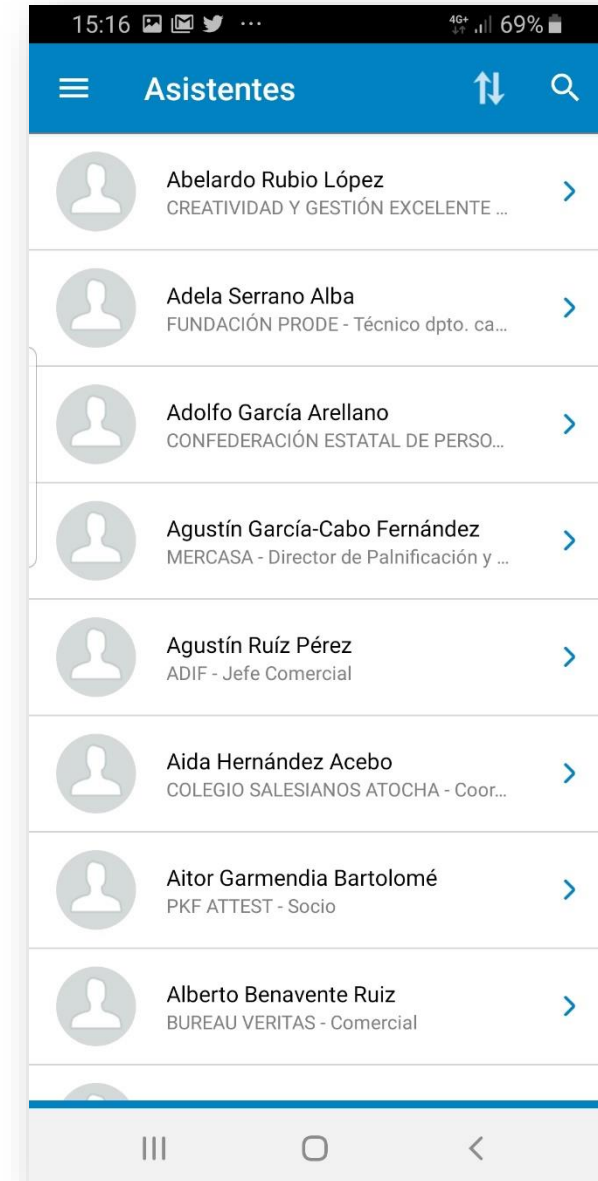 15:16 ... 4G+ 69%
Asistentes
Abelardo Rubio López
CREATIVIDAD Y GESTIÓN EXCELENTE ...
Adela Serrano Alba
FUNDACIÓN PRODE - Técnico dpto. ca...
Adolfo García Arellano
CONFEDERACIÓN ESTATAL DE PERSO...
Agustín García-Cabo Fernández
MERCASA - Director de Palnificación y ...
Agustín Ruíz Pérez
ADIF - Jefe Comercial
Aida Hernández Acebo
COLEGIO SALESIANOS ATOCHA - Coor...
Aitor Garmendia Bartolomé
PKF ATTEST - Socio
Alberto Benavente Ruiz
BUREAU VERITAS - Comercial